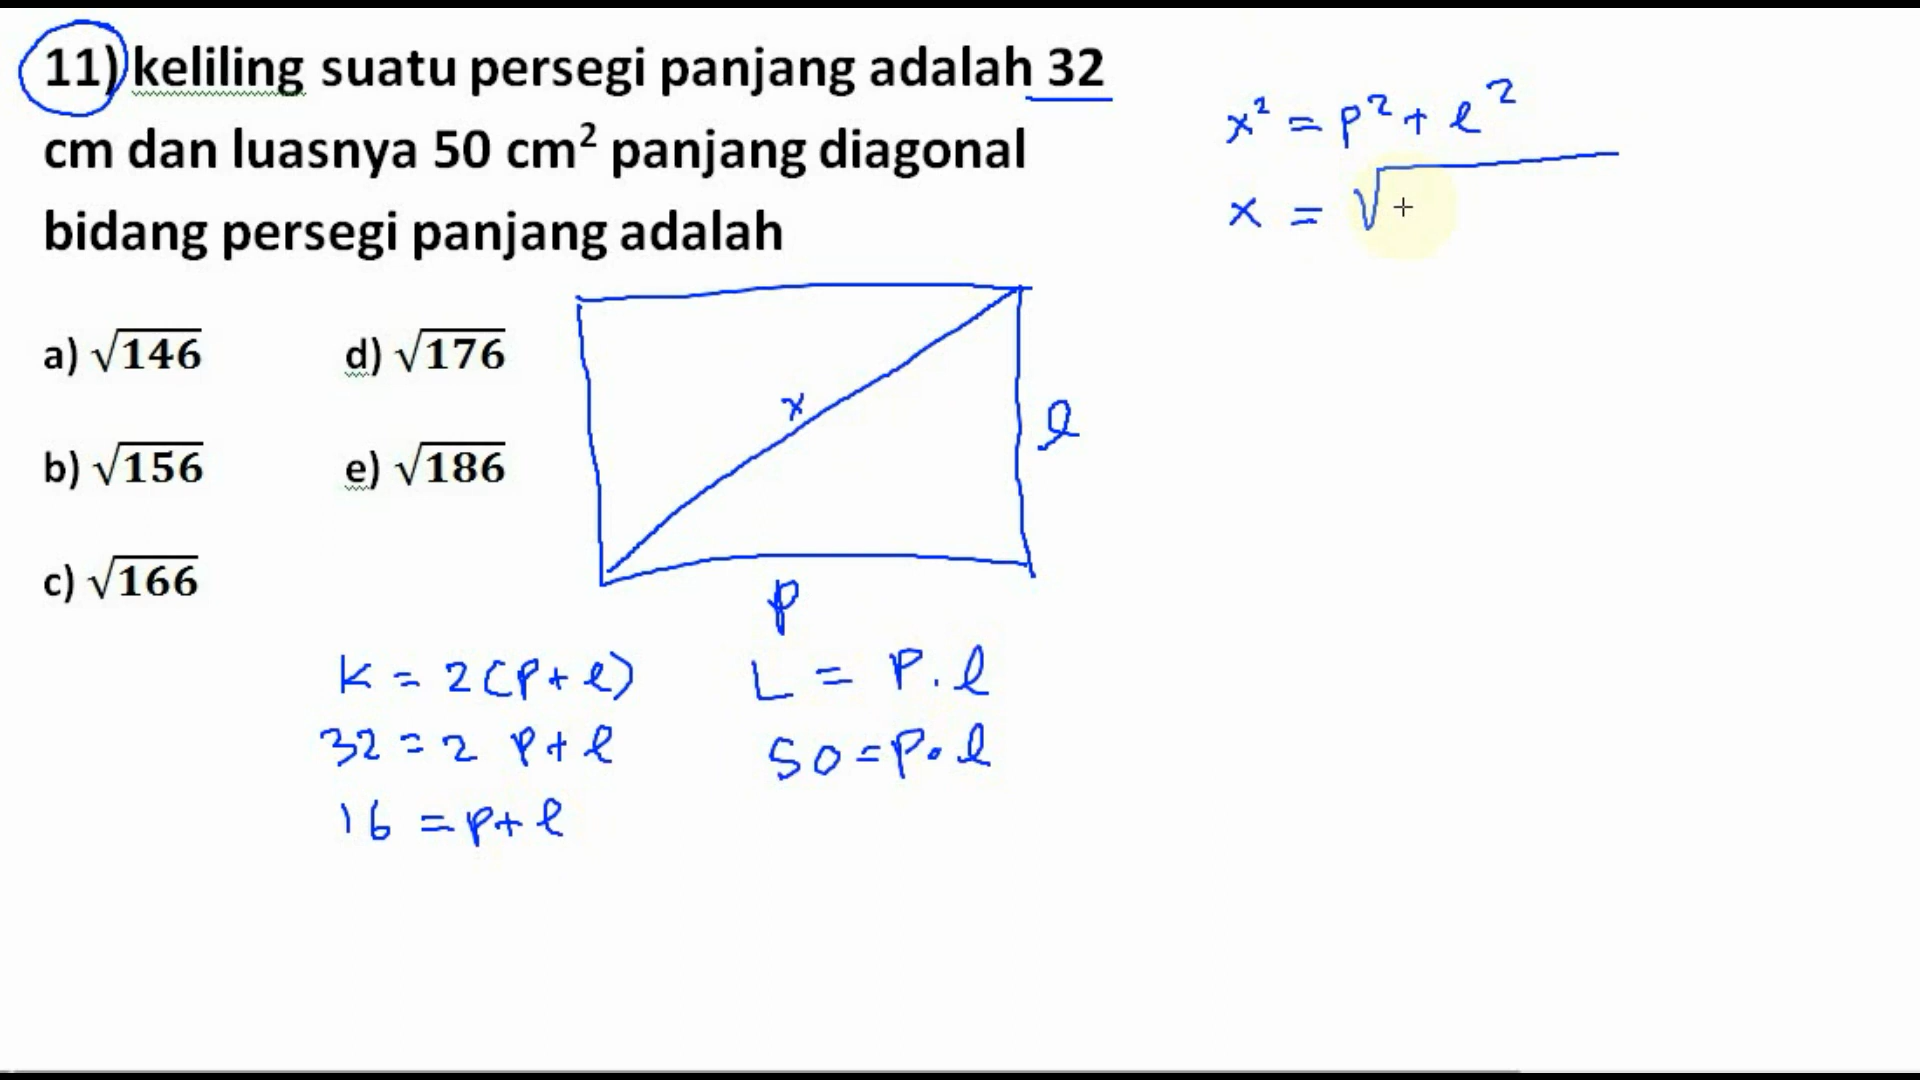 11) keliling suatu persegi panjang adalah 32
cm dan luasnya 50 cm² panjang diagonal
bidang persegi panjang adalah
a) √146
d) √176
b) √156
e) √186
c) √166
x² = p² + l²
x = √
x
l
p
K = 2(p+l)
32 = 2 p+l
16 = p+l
L = P.l
50 = P.l